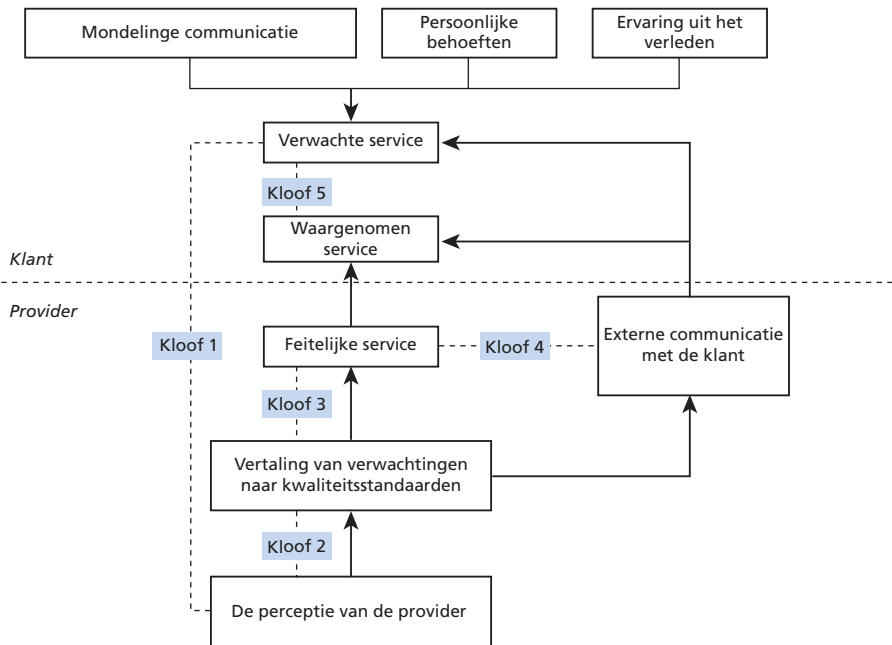 Mondelinge communicatie
Persoonlijke
behoeften
Ervaring uit het
verleden
Verwachte service
Kloof 5
Waargenomen
service
Klant
Provider
Kloof 1
Feitelijke service
Kloof 4
Externe communicatie
met de klant
Kloof 3
Vertaling van verwachtingen
naar kwaliteitsstandaarden
Kloof 2
De perceptie van de provider